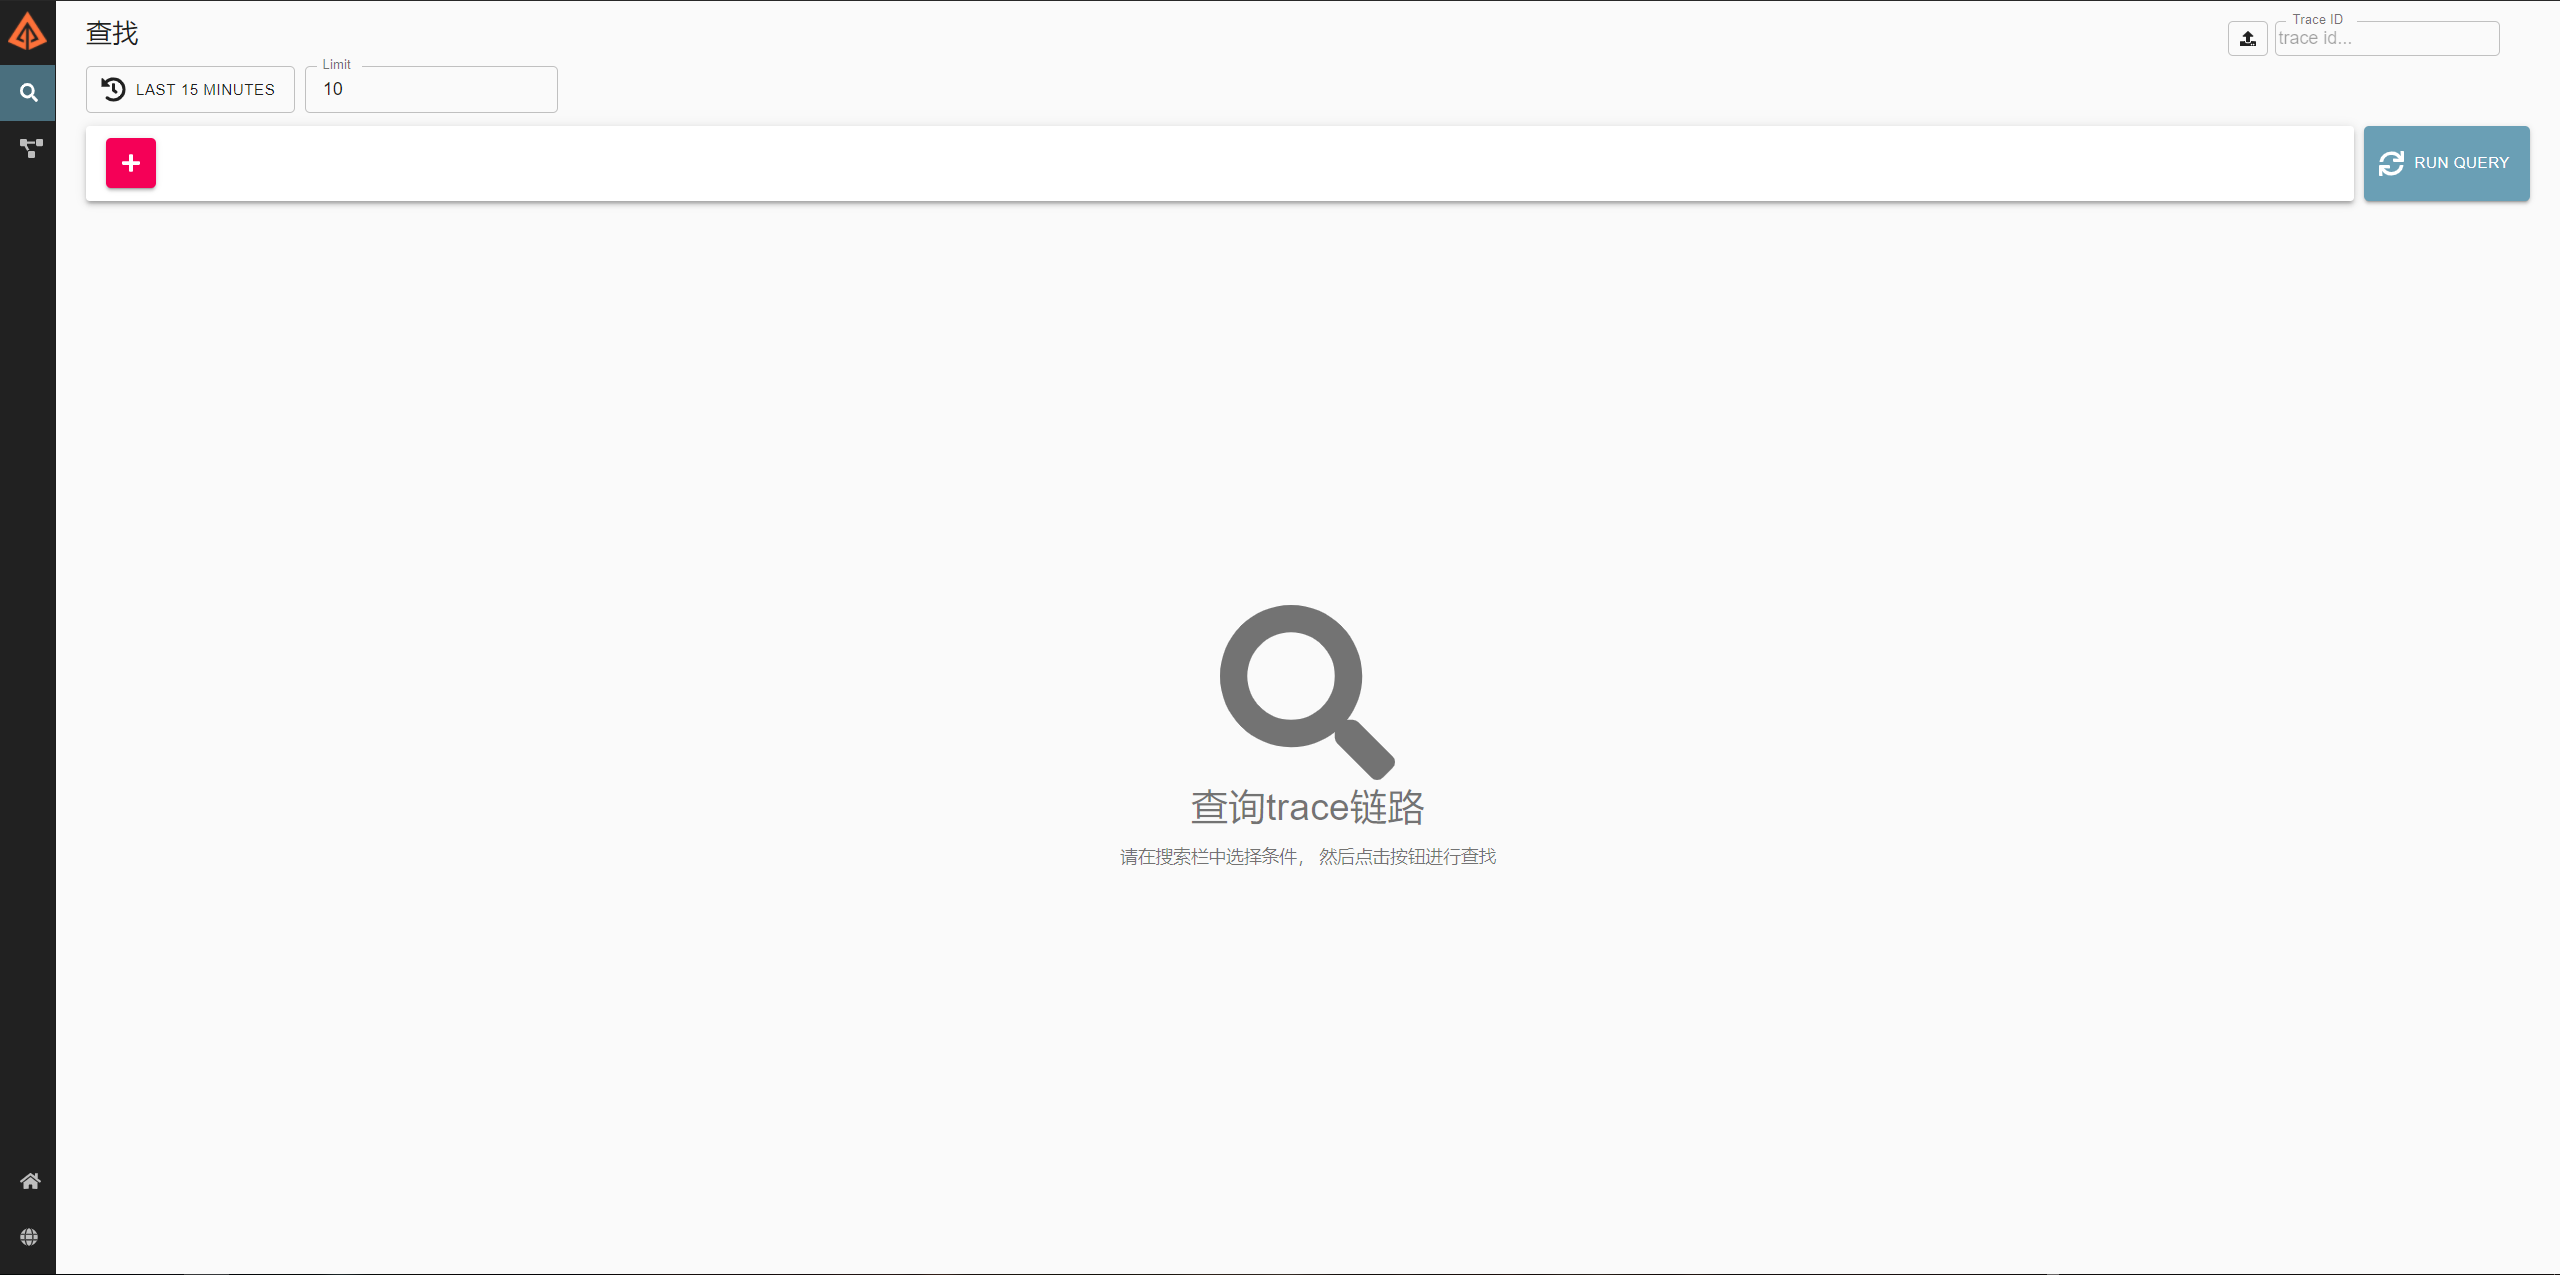 查找
Trace ID
trace id...
LAST 15 MINUTES
Limit
10
RUN QUERY
查询trace链路
请在搜索栏中选择条件， 然后点击按钮进行查找